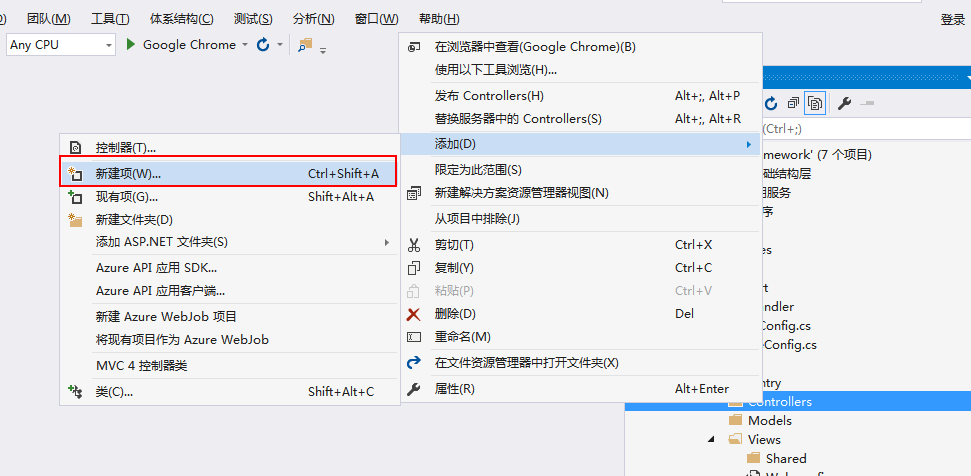 团队(M) 工具(T) 体系结构(C) 测试(S) 分析(N) 窗口(W) 帮助(H)
登录
Any CPU Google Chrome
在浏览器中查看(Google Chrome)(B)
使用以下工具浏览(H)...
发布 Controllers(H) Alt+;, Alt+P
替换服务器中的 Controllers(S) Alt+;, Alt+R
添加(D)
限定为此范围(S)
新建解决方案资源管理器视图(N)
从项目中排除(J)
剪切(T) Ctrl+X
复制(Y) Ctrl+C
粘贴(P) Ctrl+V
删除(D) Del
重命名(M)
在文件资源管理器中打开文件夹(X)
属性(R) Alt+Enter
控制器(T)...
新建项(W)... Ctrl+Shift+A
现有项(G)... Shift+Alt+A
新建文件夹(D)
添加 ASP.NET 文件夹(S)
Azure API 应用 SDK...
Azure API 应用客户端...
新建 Azure WebJob 项目
将现有项目作为 Azure WebJob
MVC 4 控制器类
类(C)... Shift+Alt+C
(Ctrl+;)
mework' (7 个项目)
础结构层
服务
序
es
rt
ndler
Config.cs
eConfig.cs
ntry
Controllers
Models
Views
Shared